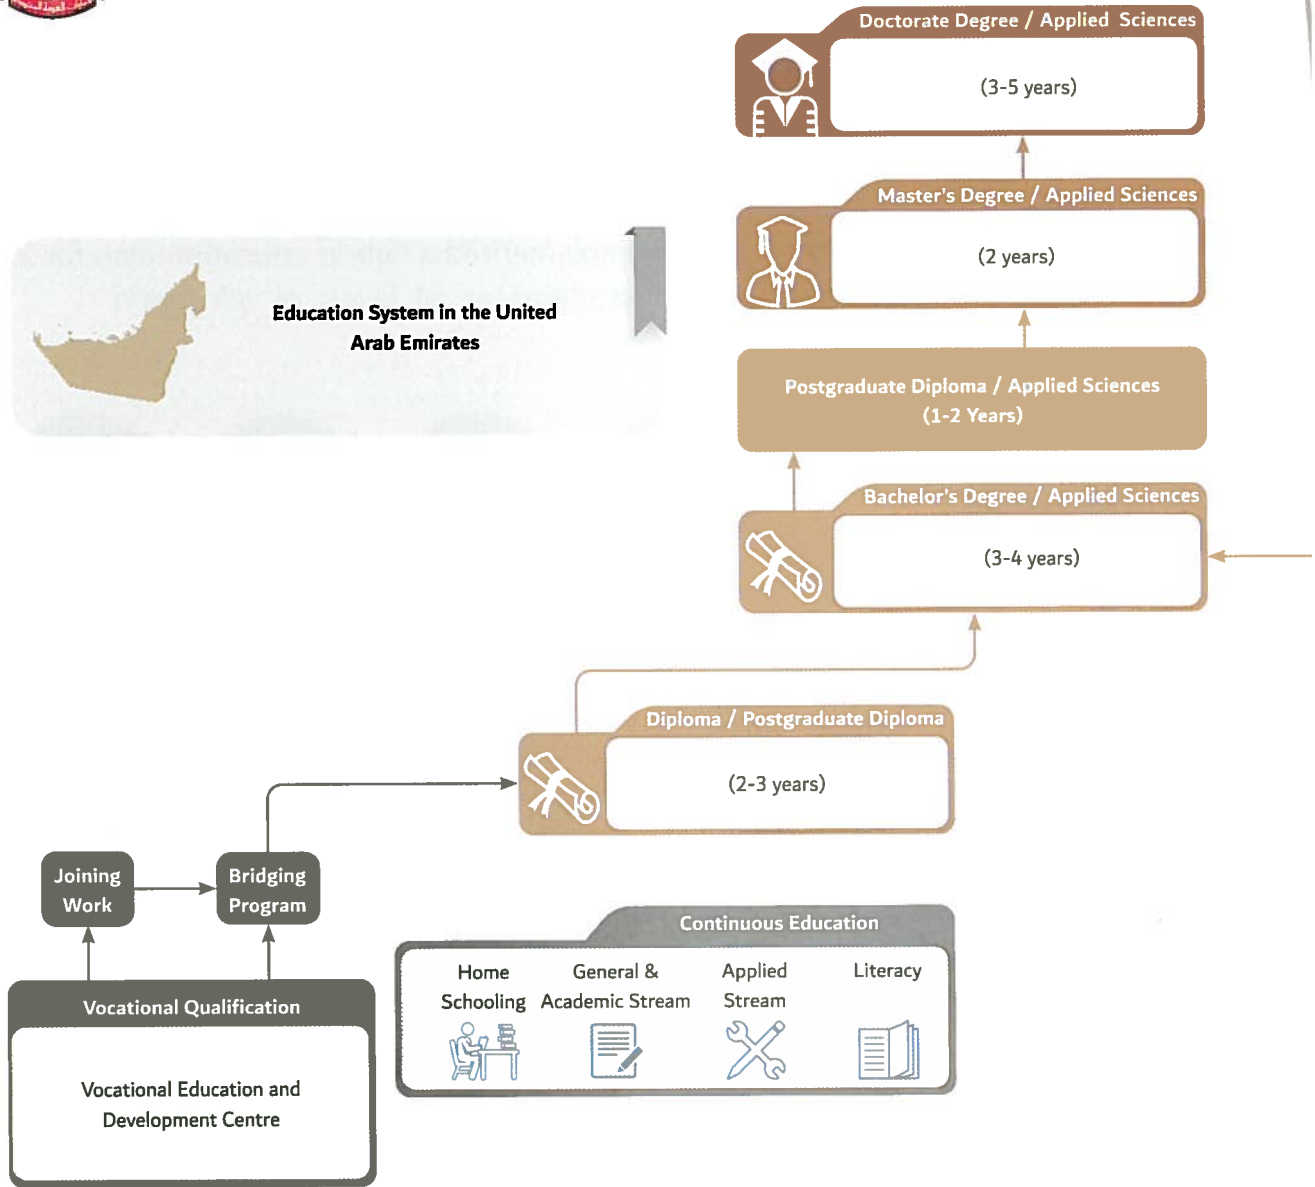 Doctorate Degree / Applied Sciences
(3-5 years)
Master's Degree / Applied Sciences
(2 years)
Education System in the United
Arab Emirates
Postgraduate Diploma / Applied Sciences
(1-2 Years)
Bachelor's Degree / Applied Sciences
(3-4 years)
Diploma / Postgraduate Diploma
(2-3 years)
Joining
Work
Bridging
Program
Vocational Qualification
Vocational Education and
Development Centre
Continuous Education
Home
Schooling
General &
Academic Stream
Applied
Stream
Literacy